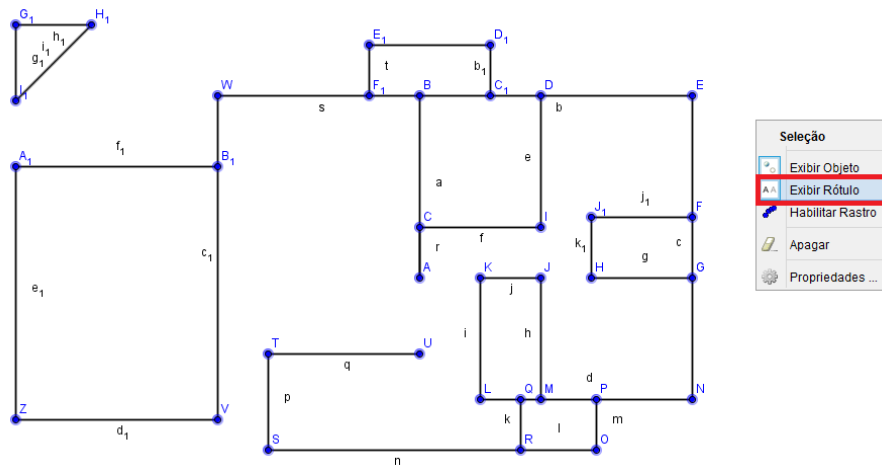 G₁ H₁
h₁
i₁
g₁
I₁
E₁ D₁
t b₁
W F₁ B C₁ D E
s b
Seleção
f₁
A₁ B₁
e
Exibir Objeto
a
Exibir Rótulo
j₁
J₁ F
Habilitar Rastro
C I
f
r k₁ c
c₁ g
Apagar
A K J H G
Propriedades ...
e₁ j
i h
T U
q
d
p
L Q M P N
Z V
k m
d₁ l
S R O
n